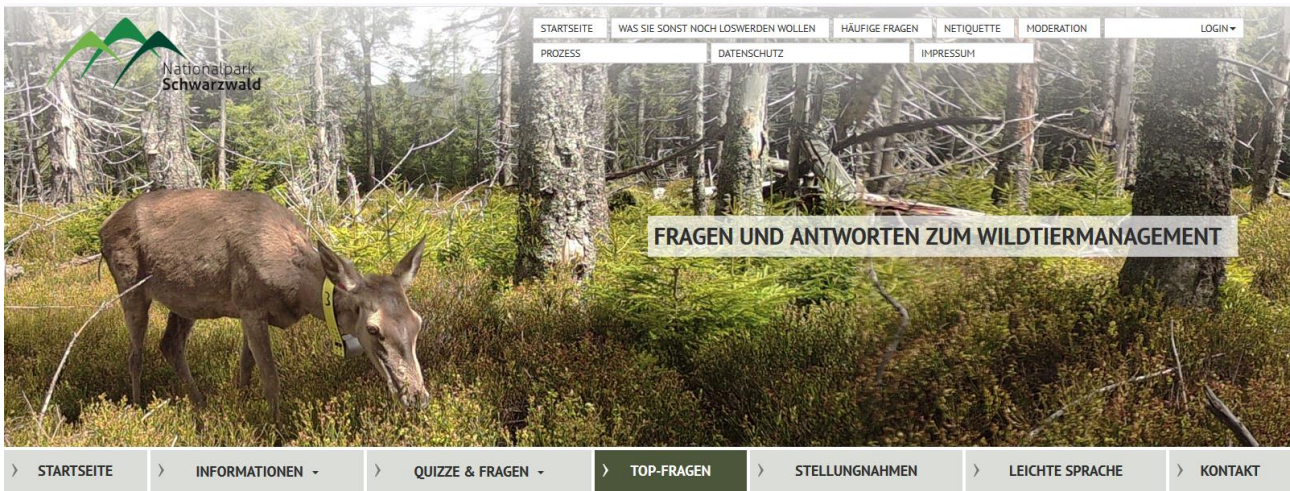 STARTSEITE WAS SIE SONST NOCH LOSWERDEN WOLLEN HÄUFIGE FRAGEN NETIQUETTE MODERATION LOGIN
PROZESS DATENSCHUTZ IMPRESSUM
Nationalpark
Schwarzwald
FRAGEN UND ANTWORTEN ZUM WILDTIERMANAGEMENT
3
STARTSEITE INFORMATIONEN QUIZZE & FRAGEN TOP-FRAGEN STELLUNGNAHMEN LEICHTE SPRACHE KONTAKT